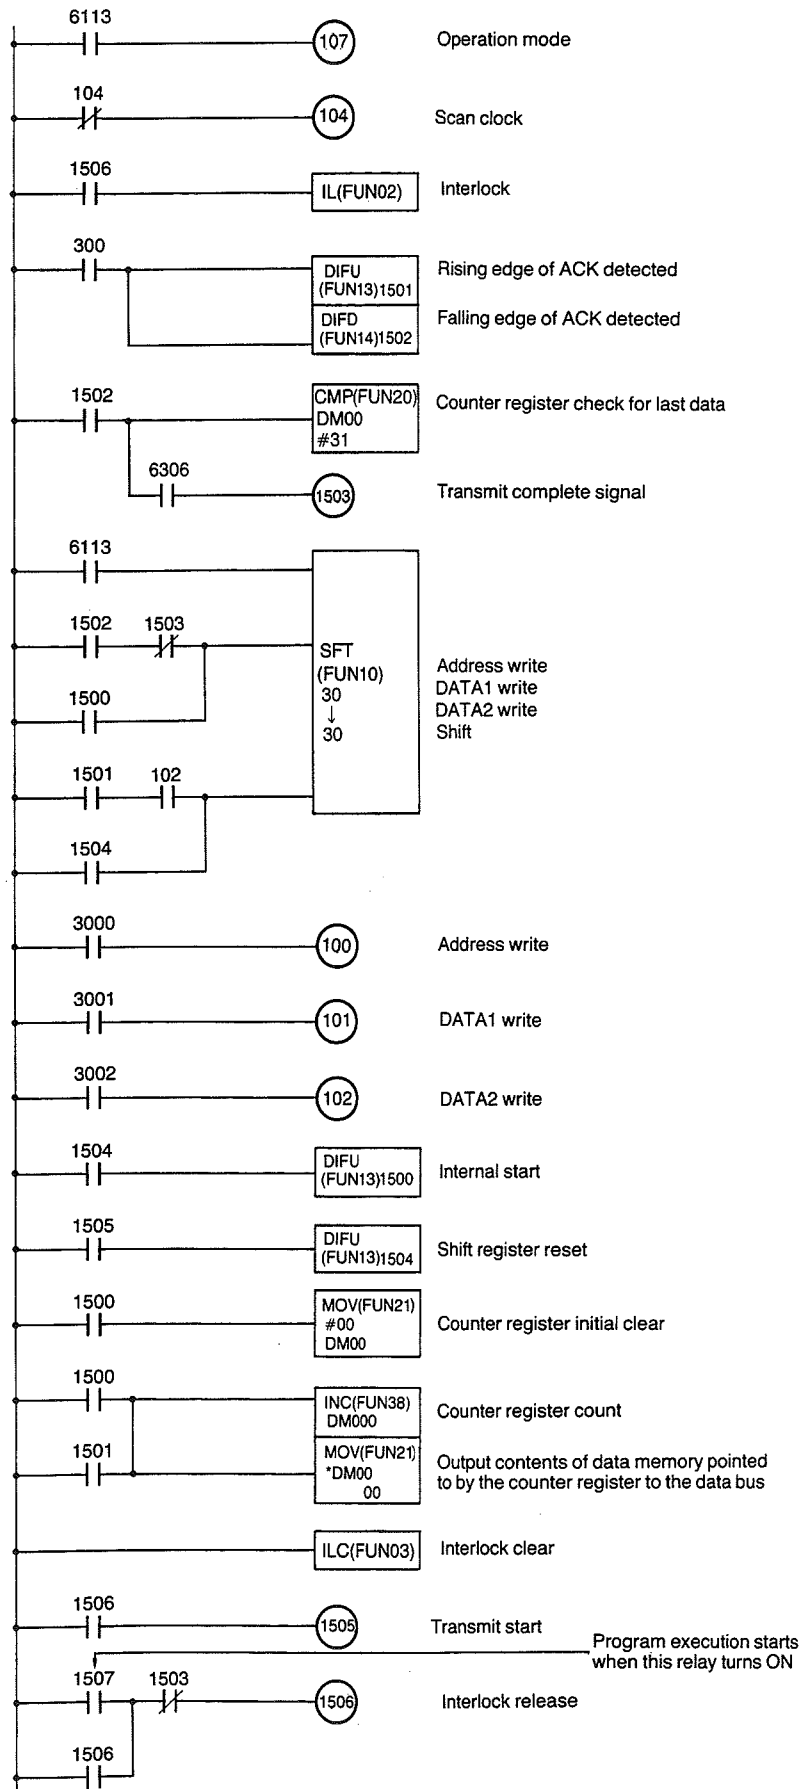 6113
107
Operation mode
104
104
Scan clock
1506
IL(FUN02)
Interlock
300
DIFU
(FUN13)1501
Rising edge of ACK detected
DIFD
(FUN14)1502
Falling edge of ACK detected
1502
CMP(FUN20)
DM00
#31
Counter register check for last data
6306
1503
Transmit complete signal
6113
1502 1503
SFT
(FUN10)
30
↓
30
Address write
DATA1 write
DATA2 write
Shift
1500
1501 102
1504
3000
100
Address write
3001
101
DATA1 write
3002
102
DATA2 write
1504
DIFU
(FUN13)1500
Internal start
1505
DIFU
(FUN13)1504
Shift register reset
1500
MOV(FUN21)
#00
DM00
Counter register initial clear
1500
INC(FUN38)
DM000
Counter register count
1501
MOV(FUN21)
*DM00
00
Output contents of data memory pointed
to by the counter register to the data bus
ILC(FUN03)
Interlock clear
1506
1505
Transmit start
Program execution starts
when this relay turns ON
1507 1503
1506
Interlock release
1506